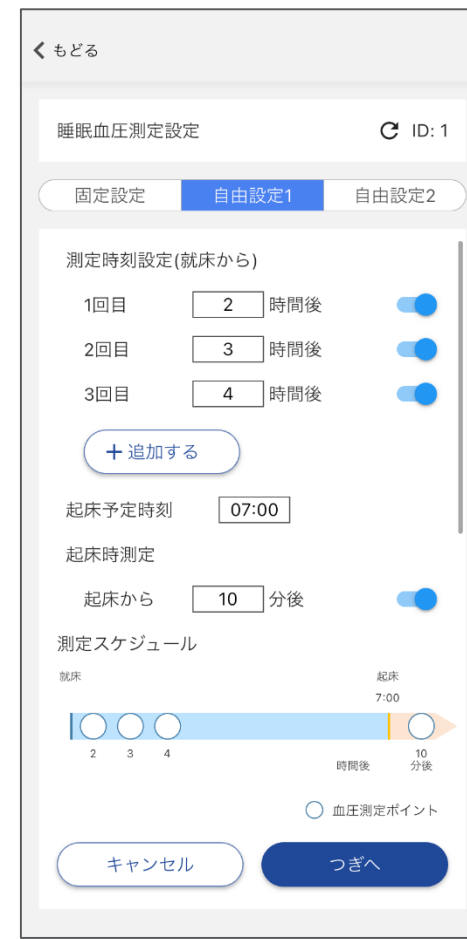 もどる
睡眠血圧測定設定 ID: 1
固定設定 自由設定1 自由設定2
測定時刻設定(就床から)
1回目 2 時間後
2回目 3 時間後
3回目 4 時間後
+追加する
起床予定時刻 07:00
起床時測定
起床から 10 分後
測定スケジュール
就床 起床
7:00
2 3 4 10
時間後 分後
血圧測定ポイント
キャンセル つぎへ